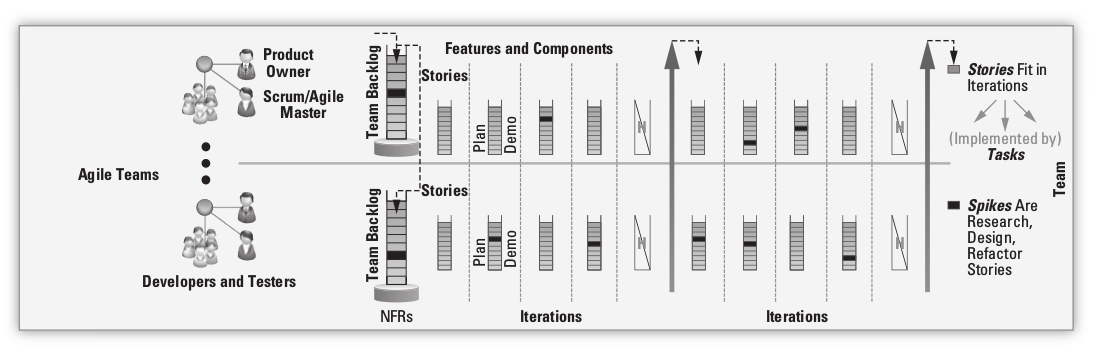 Product
Owner
Scrum/Agile
Master
Agile Teams
Developers and Testers
Team Backlog
Stories
Features and Components
Plan
Demo
H
H
Team Backlog
Stories
Plan
Demo
H
H
NFRs
Iterations
Iterations
Stories Fit in
Iterations
(Implemented by)
Tasks
Spikes Are
Research,
Design,
Refactor
Stories
Team